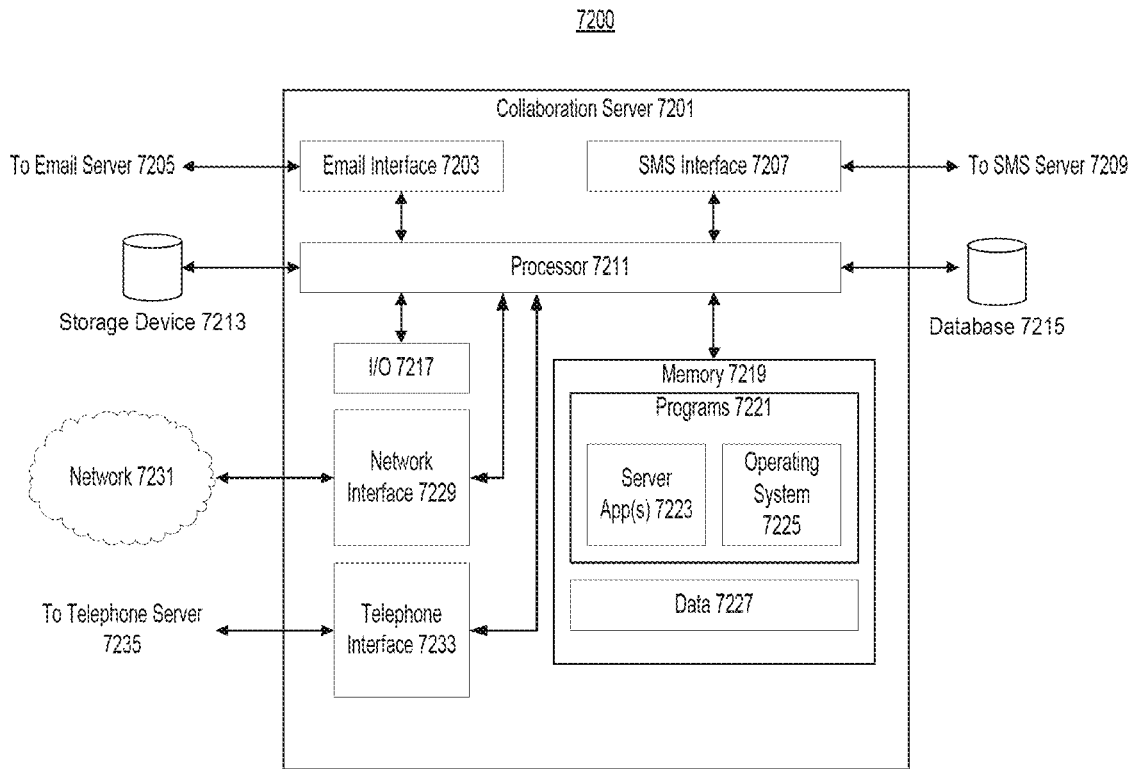 7200
Collaboration Server 7201
To Email Server 7205
Email Interface 7203
SMS Interface 7207
To SMS Server 7209
Processor 7211
Storage Device 7213
Database 7215
I/O 7217
Memory 7219
Programs 7221
Server
App(s) 7223
Operating
System
7225
Network 7231
Network
Interface 7229
Data 7227
To Telephone Server
7235
Telephone
Interface 7233